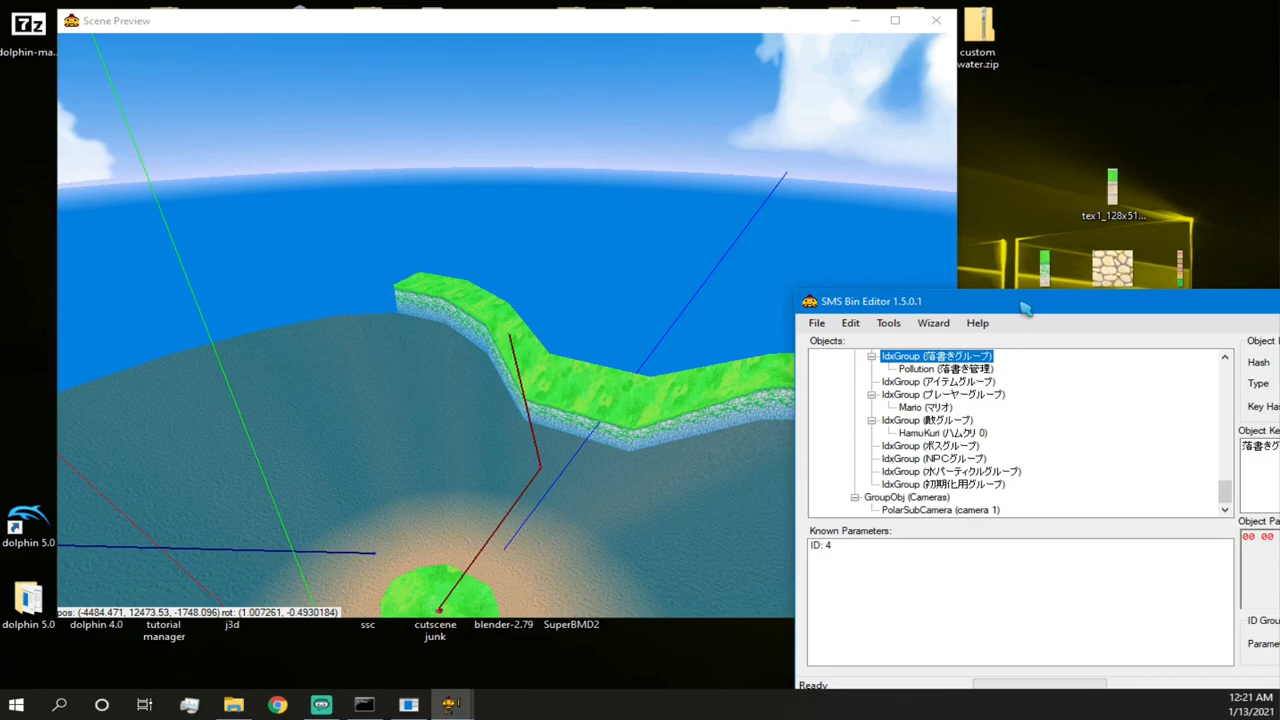 Scene Preview
dolphin-ma...
custom
water.zip
tex1_128x51...
SMS Bin Editor 1.5.0.1
File Edit Tools Wizard Help
Objects:
Object
IdxGroup (落書きグループ)
Pollution (落書き管理)
IdxGroup (アイテムグループ)
IdxGroup (プレーヤーグループ)
Mario (マリオ)
IdxGroup (敵グループ)
HamuKuri (ハムクリ 0)
IdxGroup (ボスグループ)
IdxGroup (NPCグループ)
IdxGroup (水パーティクルグループ)
IdxGroup (初期化用グループ)
GroupObj (Cameras)
PolarSubCamera (camera 1)
Hash
Type
Key Has
Object Ke
落書きグ
Known Parameters:
ID: 4
Object Pa
00 00
ID Grou
Parame
Ready
pos: (-4484.471, 12473.53, -1748.096) rot: (1.007261, -0.4930184)
dolphin 5.0
dolphin 5.0
dolphin 4.0
tutorial
manager
j3d
ssc
cutscene
junk
blender-2.79
SuperBMD2
12:21 AM
1/13/2021